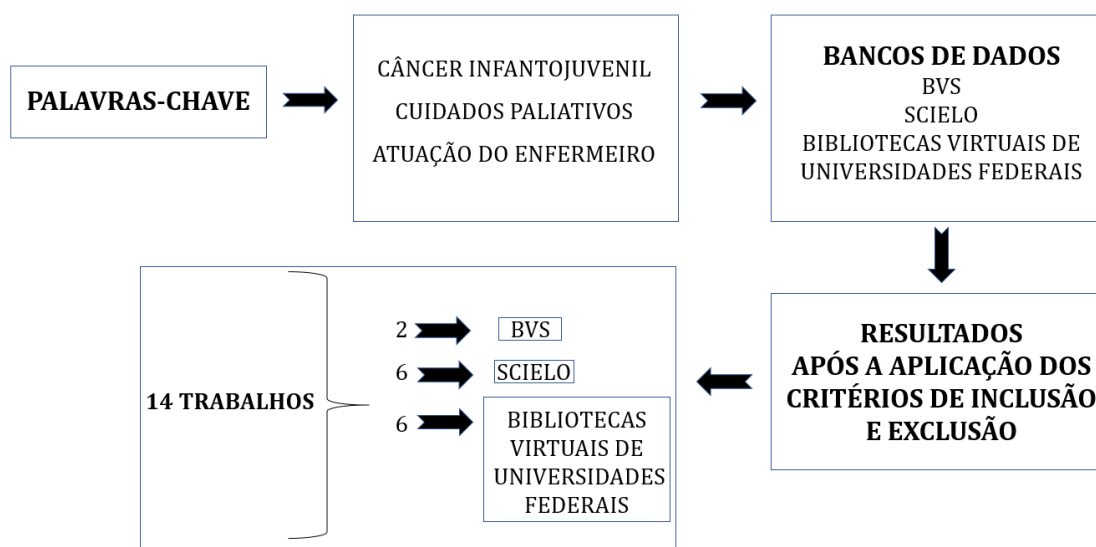 PALAVRAS-CHAVE
CÂNCER INFANTOJUVENIL
CUIDADOS PALIATIVOS
ATUAÇÃO DO ENFERMEIRO
BANCOS DE DADOS
BVS
SCIELO
BIBLIOTECAS VIRTUAIS DE
UNIVERSIDADES FEDERAIS
RESULTADOS
APÓS A APLICAÇÃO DOS
CRITÉRIOS DE INCLUSÃO
E EXCLUSÃO
14 TRABALHOS
2 BVS
6 SCIELO
6 BIBLIOTECAS
VIRTUAIS DE
UNIVERSIDADES
FEDERAIS